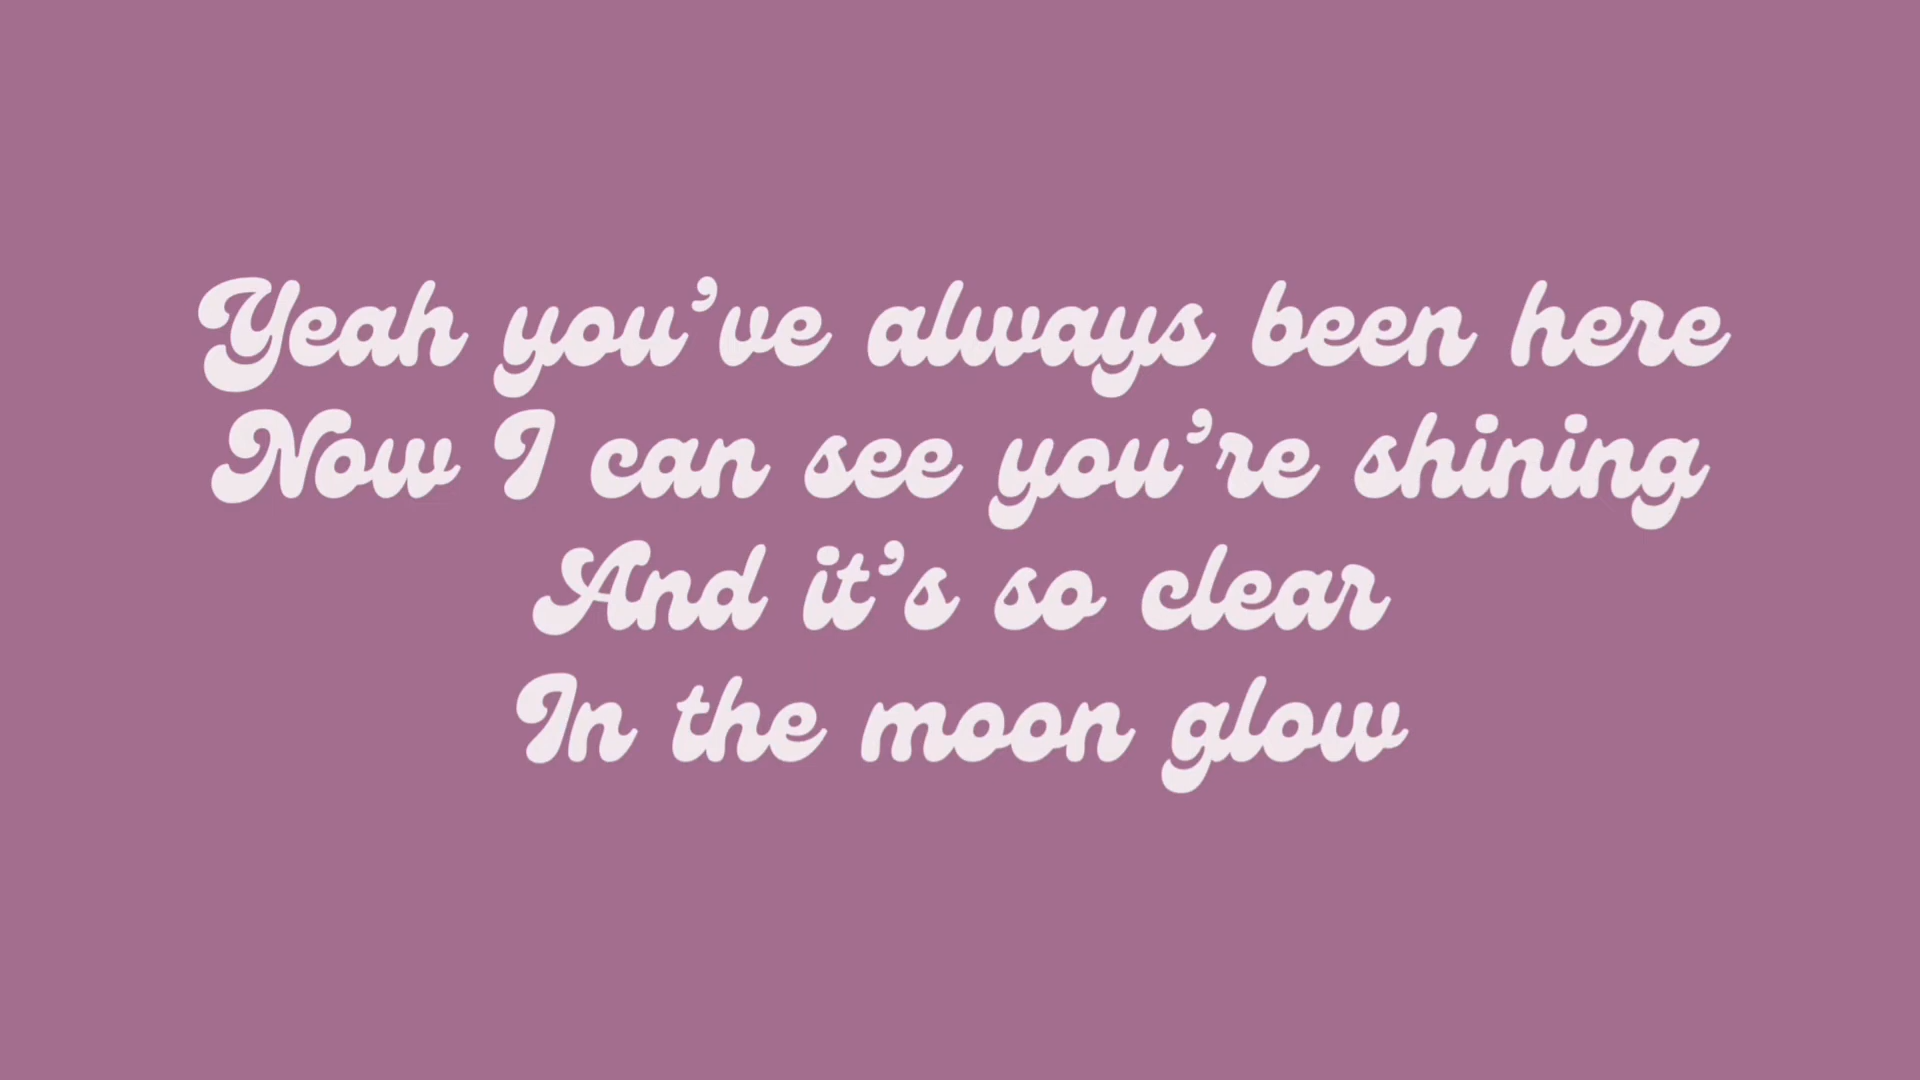 Yeah you’ve always been here
Now I can see you’re shining
And it’s so clear
In the moon glow